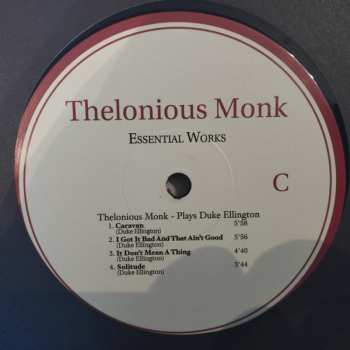 Thelonious Monk
ESSENTIAL WORKS
C
Thelonious Monk - Plays Duke Ellington
1. Caravan 5'58
(Duke Ellington)
2. I Got It Bad And That Ain't Good 5'56
(Duke Ellington)
3. It Don't Mean A Thing 4'40
(Duke Ellington)
4. Solitude 3'44
(Duke Ellington)